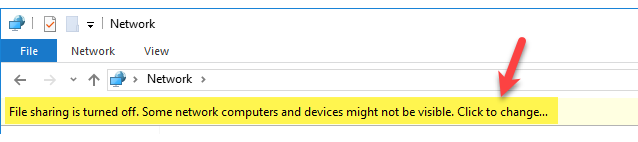 Network
File Network View
Network
File sharing is turned off. Some network computers and devices might not be visible. Click to change...